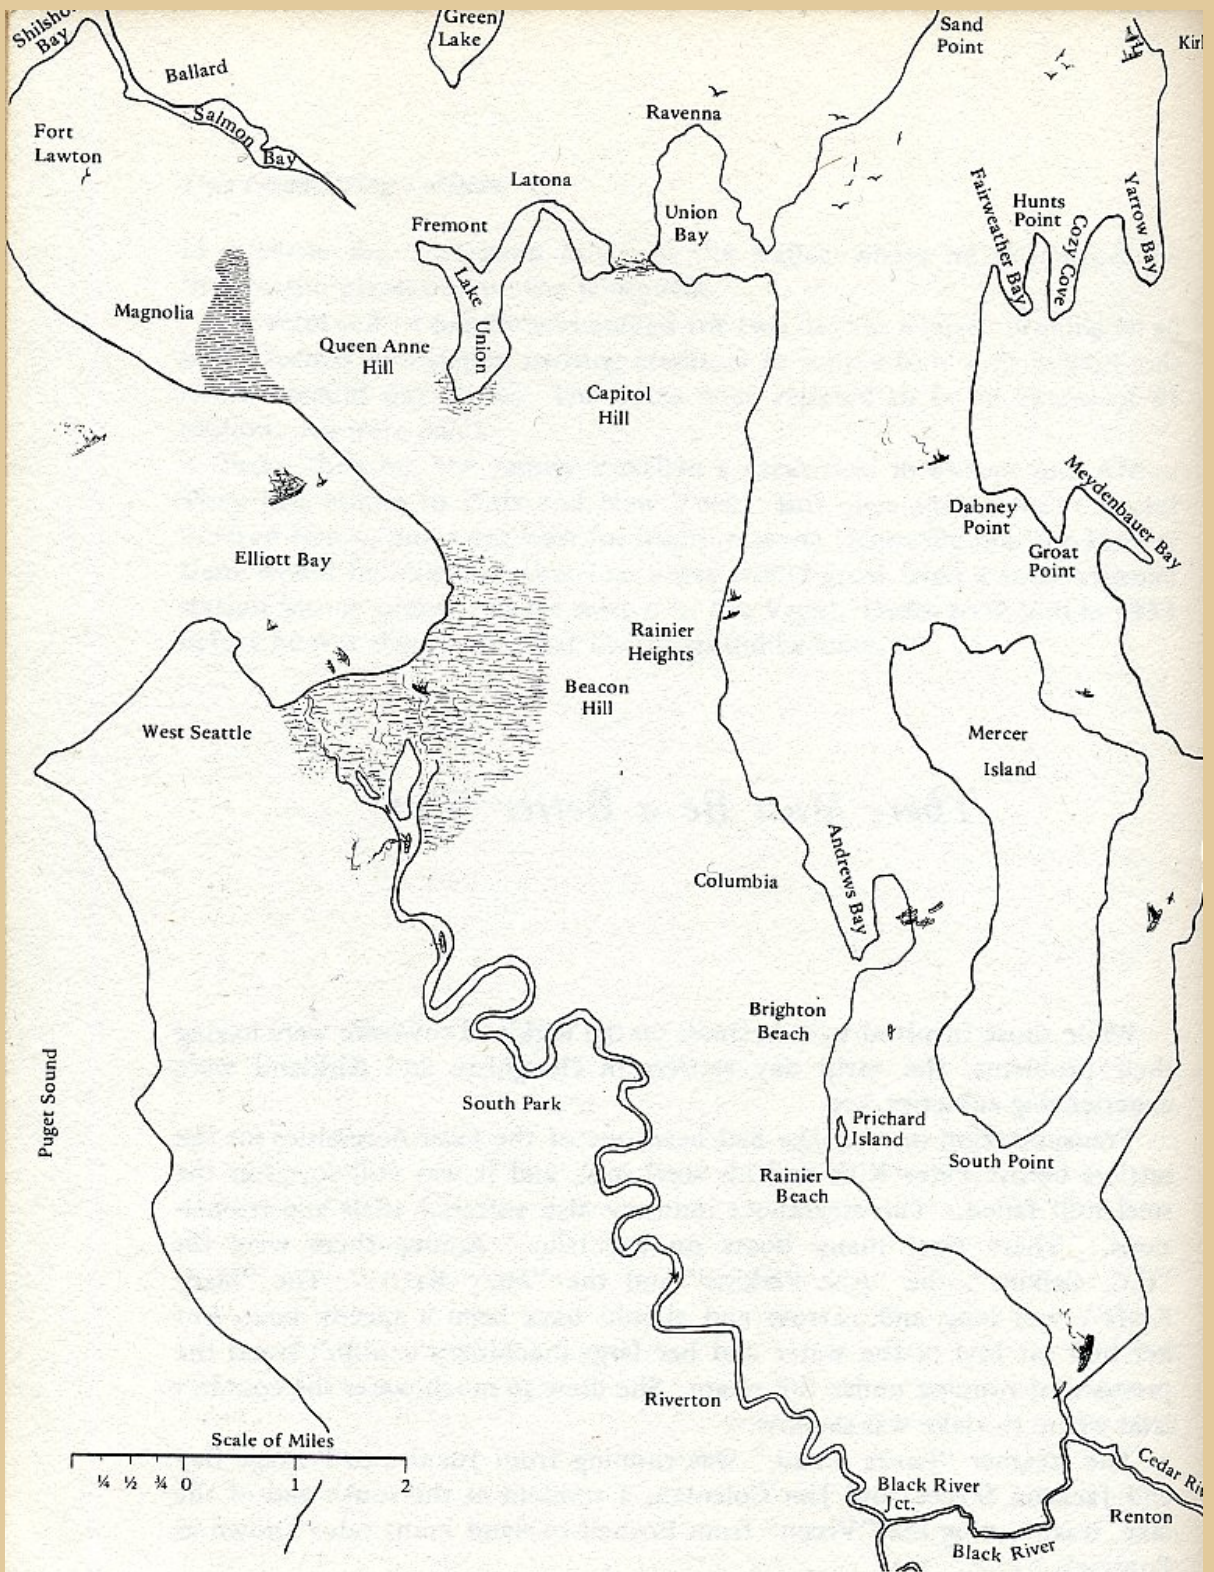 Green
Lake
Sand
Point
Bay
Ballard
Salmon
Bay
Fort
Lawton
Ravenna
Latona
Fremont
Union
Bay
Hunts
Point
Fairweather Bay
Cozy Cove
Yarrow Bay
Lake
Union
Magnolia
Queen Anne
Hill
Capitol
Hill
Meydenbauer Bay
Dabney
Point
Groat
Point
Elliott Bay
Rainier
Heights
Beacon
Hill
West Seattle
Mercer
Island
Andrews Bay
Columbia
Brighton
Beach
Puget Sound
South Park
Prichard
Island
South Point
Rainier
Beach
Riverton
Scale of Miles
¼ ½ ¾ 0 1 2
Black River
Jct.
Cedar
Renton
Black River